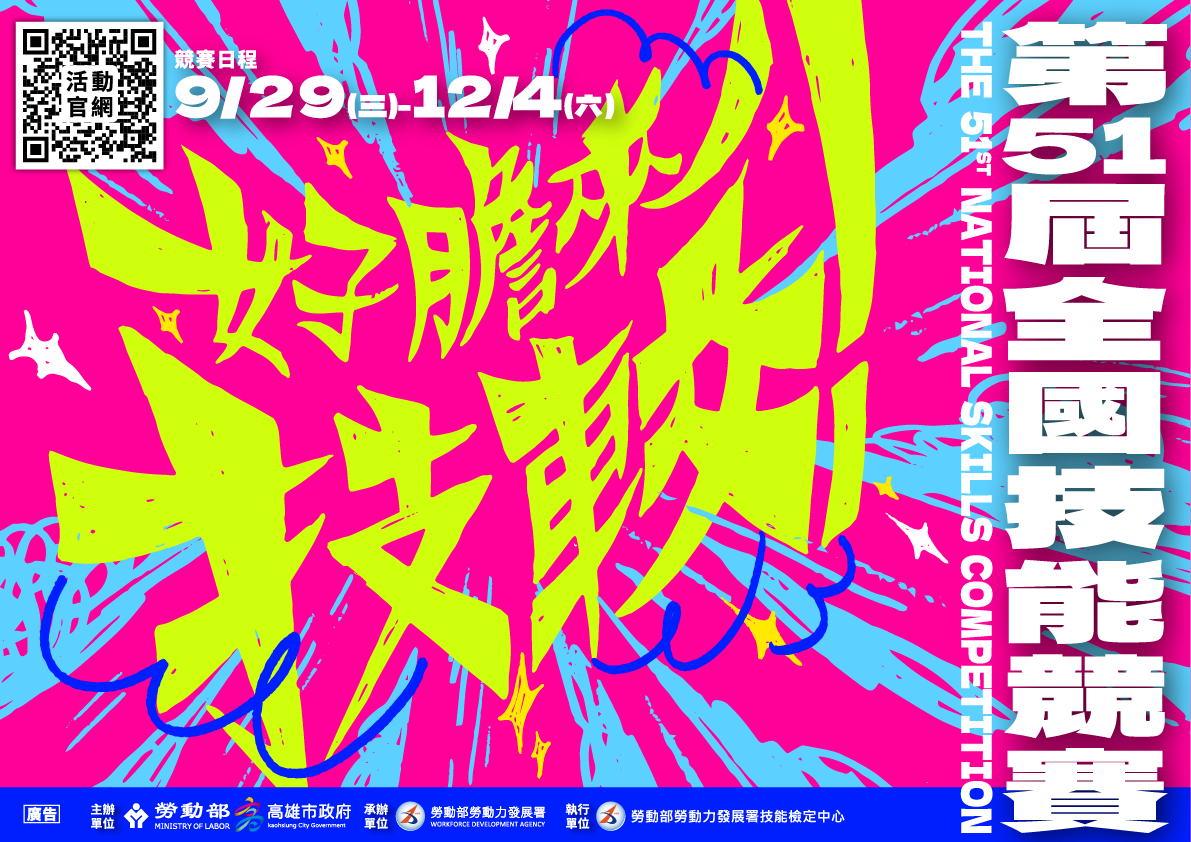 活動
官網
競賽日程
9/29(三)-12/4(六)
好膽來
技動
第51屆全國技能競賽
THE 51ST NATIONAL SKILLS COMPETITION
廣告
主辦
單位
勞動部
MINISTRY OF LABOR
高雄市政府
kaohsiung City Government
承辦
單位
勞動部勞動力發展署
WORKFORCE DEVELOPMENT AGENCY
執行
單位
勞動部勞動力發展署技能檢定中心